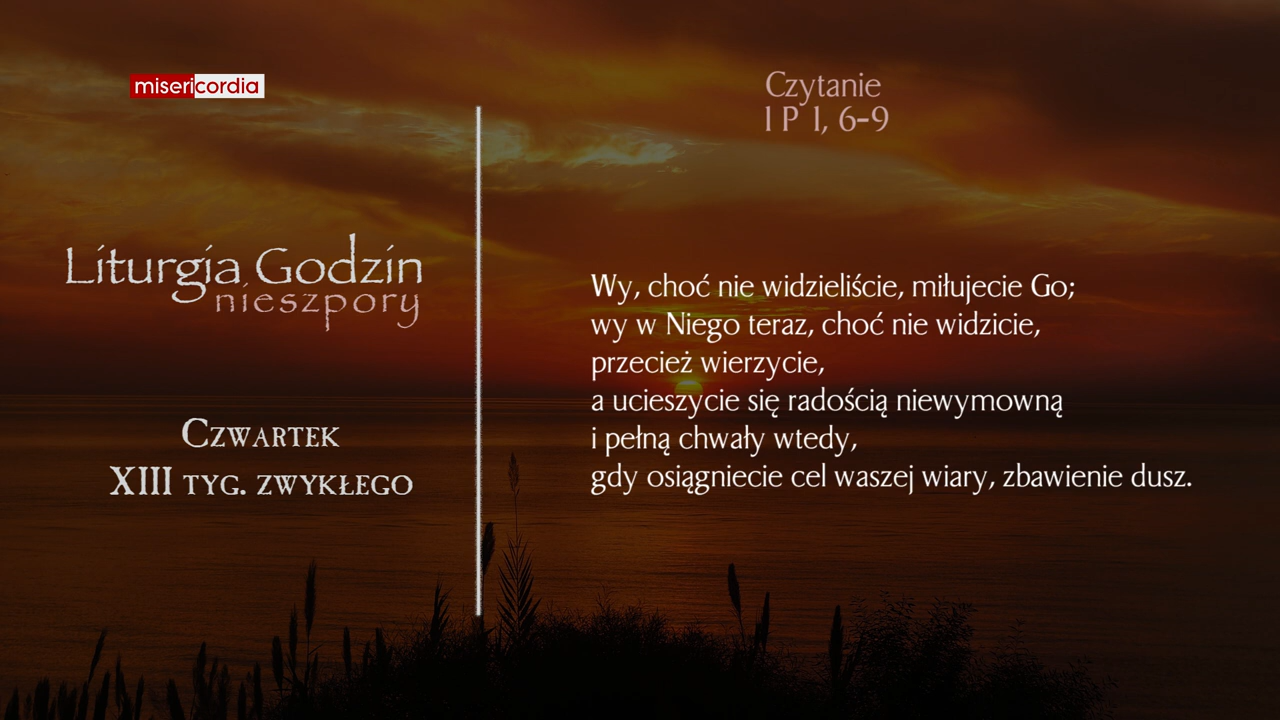 misericordia
Liturgia Godzin
nieszpory
Czwartek
XIII tyg. zwykłego
Czytanie
1 P 1, 6-9
Wy, choć nie widzieliście, miłujecie Go;
wy w Niego teraz, choć nie widzicie,
przecież wierzycie,
a ucieszycie się radością niewymowną
i pełną chwały wtedy,
gdy osiągniecie cel waszej wiary, zbawienie dusz.